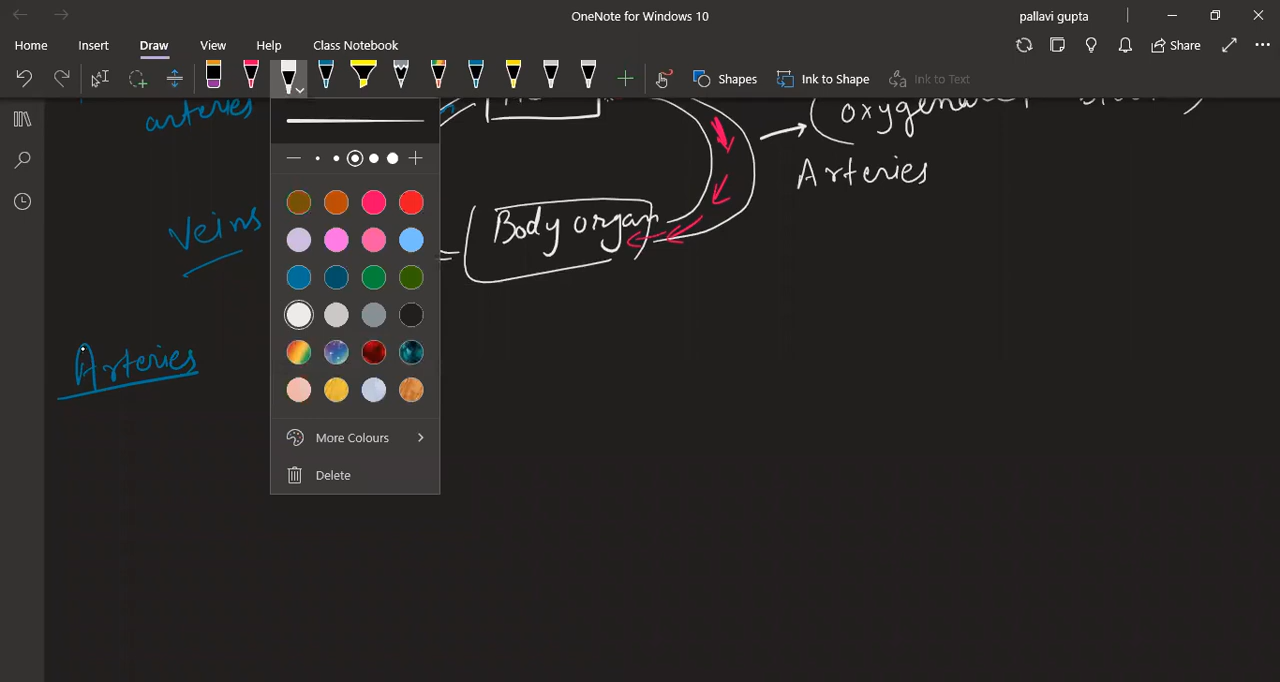 OneNote for Windows 10
pallavi gupta
Home Insert Draw View Help Class Notebook
Share
Shapes Ink to Shape Ink to Text
arteries
oxygenated
Arteries
Veins
Body organ
Arteries
More Colours
Delete